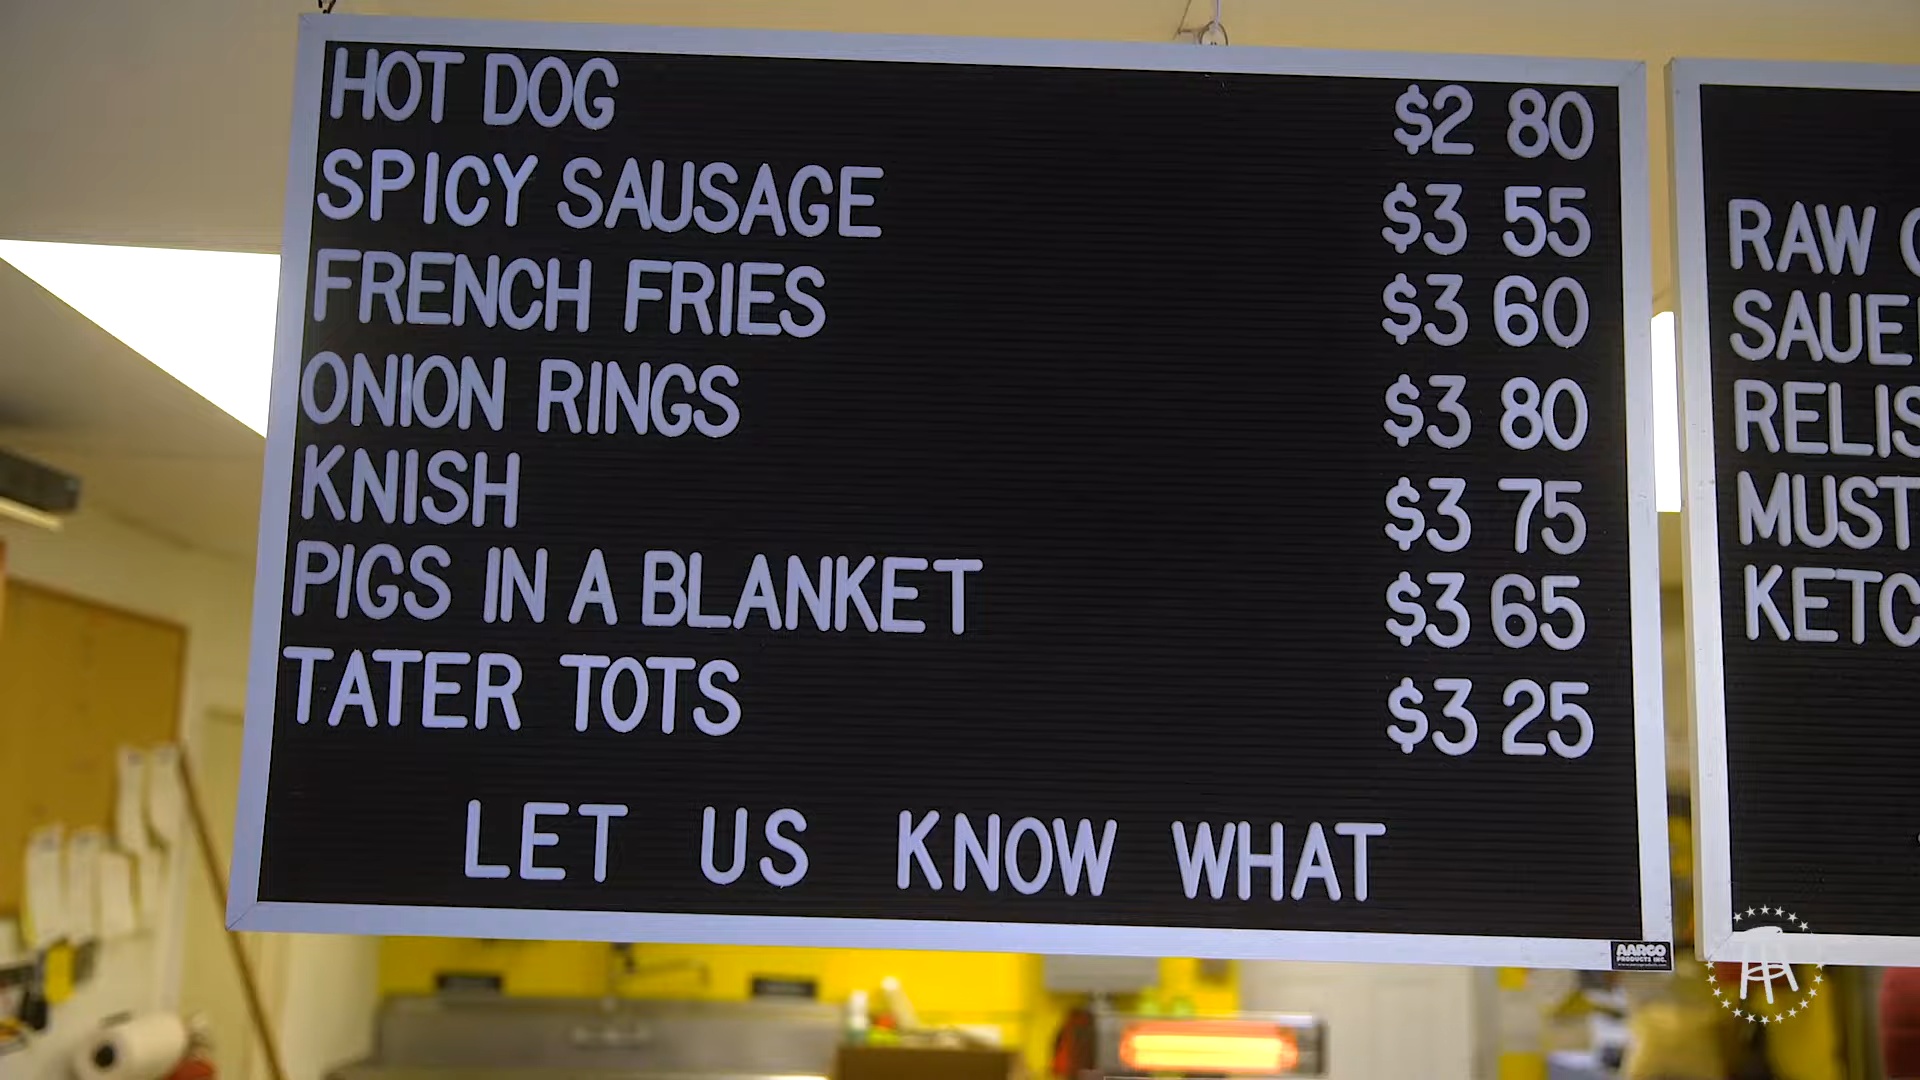 HOT DOG $2 80
SPICY SAUSAGE $3 55
FRENCH FRIES $3 60
ONION RINGS $3 80
KNISH $3 75
PIGS IN A BLANKET $3 65
TATER TOTS $3 25
LET US KNOW WHAT
AARCO
PRODUCTS INC.
RAW
SAUE
RELIS
MUST
KETC